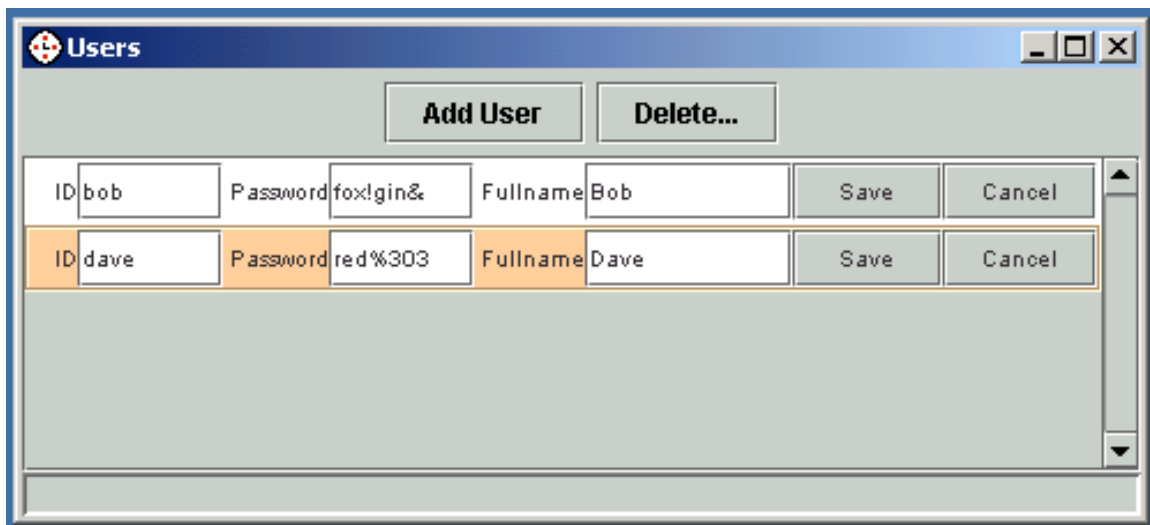 Users
Add User Delete...
ID bob Password fox!gin& Fullname Bob Save Cancel
ID dave Password red%303 Fullname Dave Save Cancel